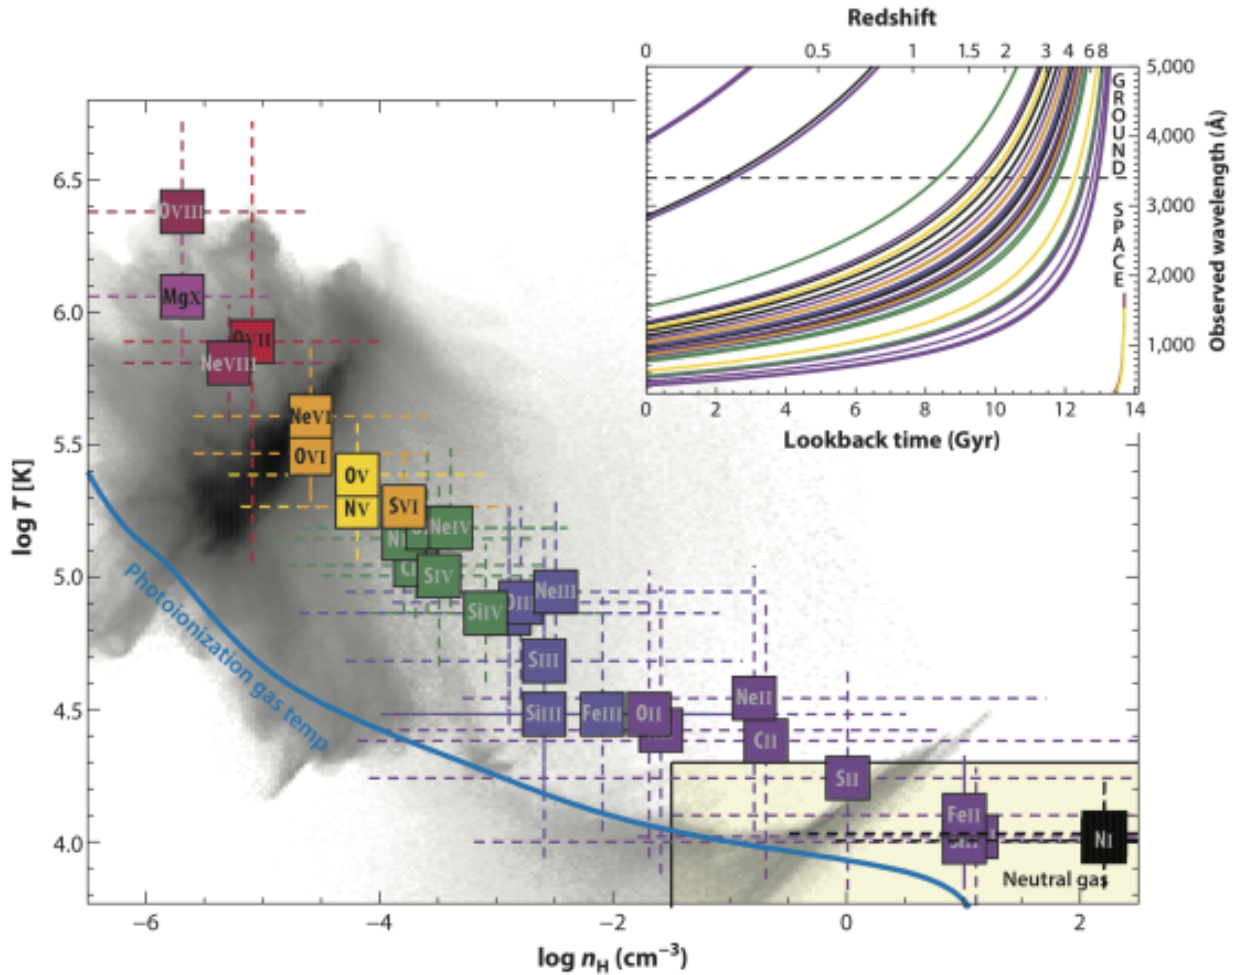 Redshift
0 0.5 1 1.5 2 3 4 6 8
5,000
4,000
3,000
2,000
1,000
Observed wavelength (Å)
GROUND
SPACE
0 2 4 6 8 10 12 14
Lookback time (Gyr)
6.5
6.0
5.5
5.0
4.5
4.0
log T [K]
OVIII
MgX
OVII
NeVIII
NeVI
OVI
OV
NV
SVI
NeIV
SIV
SiIV
NeIII
OIII
SIII
SiIII
FeIII
OII
NeII
CII
SII
FeII
NI
Photoionization gas temp
Neutral gas
−6 −4 −2 0 2
log nH (cm−3)